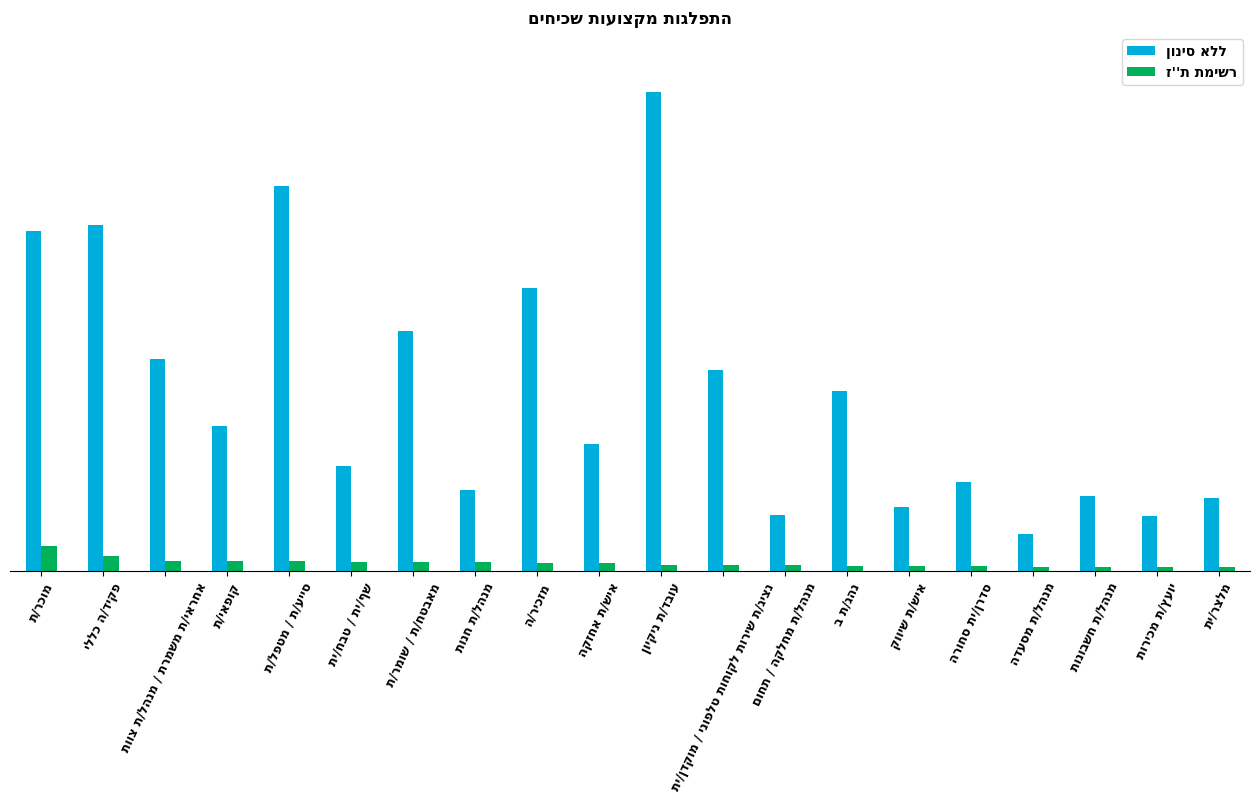 התפלגות מקצועות שכיחים
ללא סינון
רשימת ת''ז
מוכר/ת
פקיד/ה כללי
אחראי/ת משמרת / מנהל/ת צוות
קופאי/ת
סייע/ת / מטפל/ת
שף/ית / טבח/ית
מאבטח/ת / שומר/ת
מנהל/ת חנות
מזכיר/ה
איש/ת אחזקה
עובד/ת ניקיון
נציג/ת שירות לקוחות טלפוני / מוקדן/ית
מנהל/ת מחלקה / תחום
נהג/ת ב
איש/ת שיווק
סדרן/ית סחורה
מנהל/ת מסעדה
מנהל/ת חשבונות
יועץ/ת מכירות
מלצר/ית